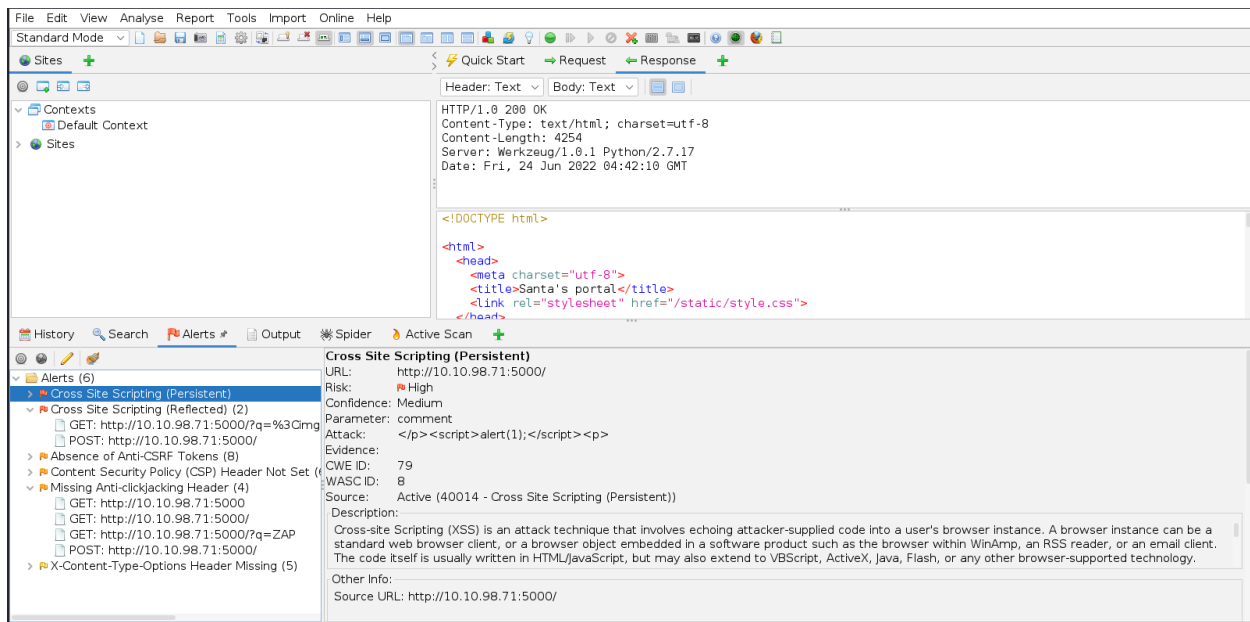 File Edit View Analyse Report Tools Import Online Help
Standard Mode
Sites
Quick Start Request Response
Header: Text Body: Text
Contexts
Default Context
Sites
HTTP/1.0 200 OK
Content-Type: text/html; charset=utf-8
Content-Length: 4254
Server: Werkzeug/1.0.1 Python/2.7.17
Date: Fri, 24 Jun 2022 04:42:10 GMT
<!DOCTYPE html>
<html>
<head>
<meta charset="utf-8">
<title>Santa's portal</title>
<link rel="stylesheet" href="/static/style.css">
</head>
History Search Alerts Output Spider Active Scan
Alerts (6)
Cross Site Scripting (Persistent)
Cross Site Scripting (Reflected) (2)
GET: http://10.10.98.71:5000/?q=%3Cimg
POST: http://10.10.98.71:5000/
Absence of Anti-CSRF Tokens (8)
Content Security Policy (CSP) Header Not Set (
Missing Anti-clickjacking Header (4)
GET: http://10.10.98.71:5000
GET: http://10.10.98.71:5000/
GET: http://10.10.98.71:5000/?q=ZAP
POST: http://10.10.98.71:5000/
X-Content-Type-Options Header Missing (5)
Cross Site Scripting (Persistent)
URL: http://10.10.98.71:5000/
Risk: High
Confidence: Medium
Parameter: comment
Attack: </p><script>alert(1);</script><p>
Evidence:
CWE ID: 79
WASC ID: 8
Source: Active (40014 - Cross Site Scripting (Persistent))
Description:
Cross-site Scripting (XSS) is an attack technique that involves echoing attacker-supplied code into a user's browser instance. A browser instance can be a
standard web browser client, or a browser object embedded in a software product such as the browser within WinAmp, an RSS reader, or an email client.
The code itself is usually written in HTML/JavaScript, but may also extend to VBScript, ActiveX, Java, Flash, or any other browser-supported technology.
Other Info:
Source URL: http://10.10.98.71:5000/